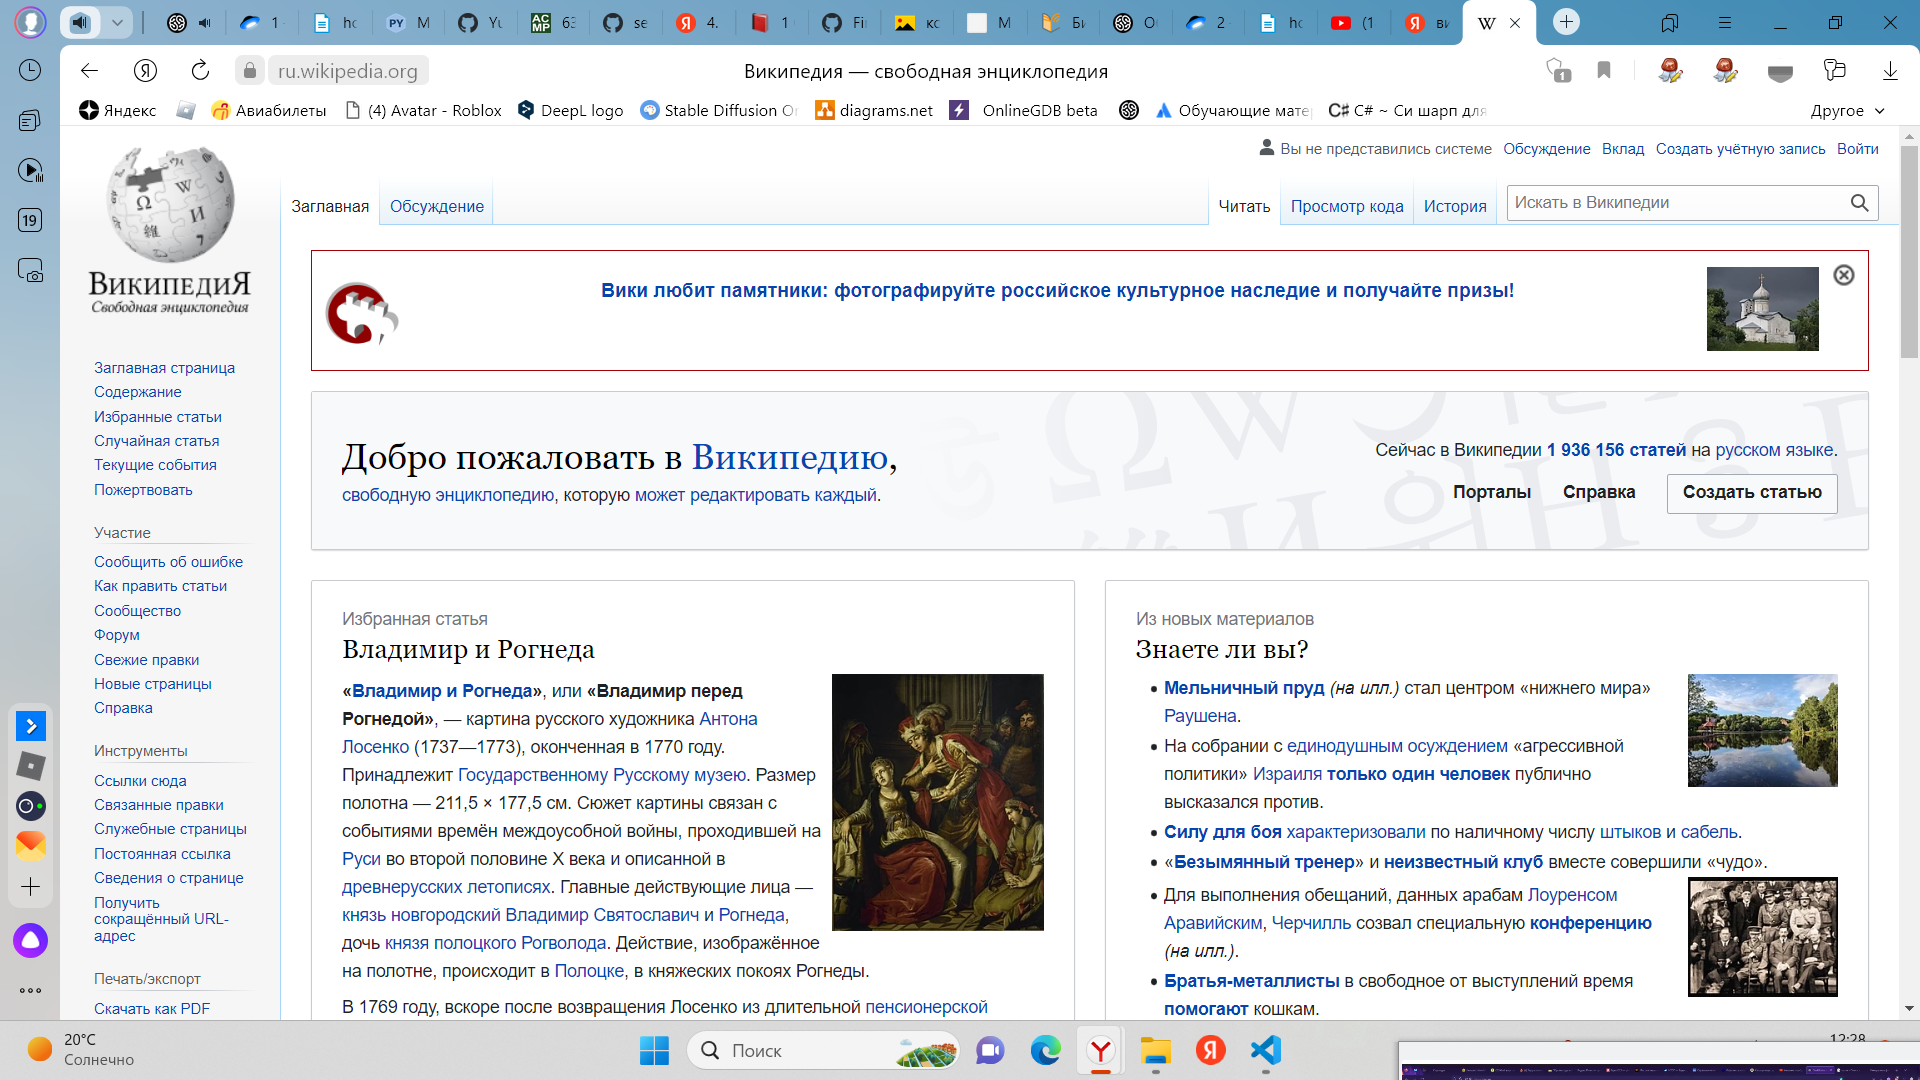 1
hc
PY
M
Yu
ACM
MP
63
se
4.
1
Fi
кс
M
Би
O
2
hc
(1
ви
W
ru.wikipedia.org
Википедия — свободная энциклопедия
1
Яндекс
Авиабилеты
(4) Avatar - Roblox
DeepL logo
Stable Diffusion
diagrams.net
OnlineGDB beta
Обучающие мате
C# ~ Си шарп для
Другое
19
ВикипедиЯ
Свободная энциклопедия
Вы не представились системе
Обсуждение
Вклад
Создать учётную запись
Войти
Заглавная
Обсуждение
Читать
Просмотр кода
История
Искать в Википедии
Заглавная страница
Содержание
Избранные статьи
Случайная статья
Текущие события
Пожертвовать
Участие
Сообщить об ошибке
Как править статьи
Сообщество
Форум
Свежие правки
Новые страницы
Справка
Инструменты
Ссылки сюда
Связанные правки
Служебные страницы
Постоянная ссылка
Сведения о странице
Получить
сокращённый URL-
адрес
Печать/экспорт
Скачать как PDF
Вики любит памятники: фотографируйте российское культурное наследие и получайте призы!
Добро пожаловать в Википедию,
свободную энциклопедию, которую может редактировать каждый.
Сейчас в Википедии 1 936 156 статей на русском языке.
Порталы
Справка
Создать статью
Избранная статья
Владимир и Рогнеда
«Владимир и Рогнеда», или «Владимир перед
Рогнедой», — картина русского художника Антона
Лосенко (1737—1773), оконченная в 1770 году.
Принадлежит Государственному Русскому музею. Размер
полотна — 211,5 × 177,5 см. Сюжет картины связан с
событиями времён междоусобной войны, проходившей на
Руси во второй половине X века и описанной в
древнерусских летописях. Главные действующие лица —
князь новгородский Владимир Святославич и Рогнеда,
дочь князя полоцкого Рогволода. Действие, изображённое
на полотне, происходит в Полоцке, в княжеских покоях Рогнеды.
В 1769 году, вскоре после возвращения Лосенко из длительной пенсионерской
Из новых материалов
Знаете ли вы?
Мельничный пруд (на илл.) стал центром «нижнего мира»
Раушена.
На собрании с единодушным осуждением «агрессивной
политики» Израиля только один человек публично
высказался против.
Силу для боя характеризовали по наличному числу штыков и сабель.
«Безымянный тренер» и неизвестный клуб вместе совершили «чудо».
Для выполнения обещаний, данных арабам Лоуренсом
Аравийским, Черчилль созвал специальную конференцию
(на илл.).
Братья-металлисты в свободное от выступлений время
помогают кошкам.
20°C
Солнечно
Поиск
12:28